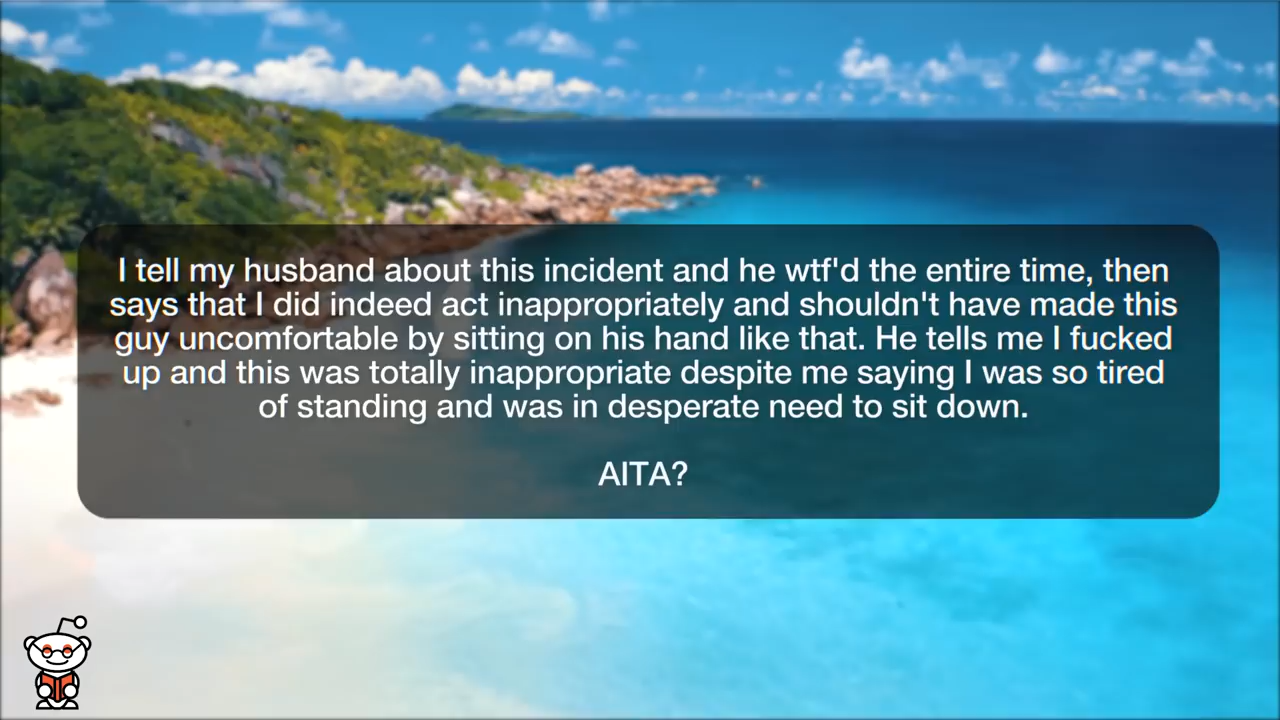 I tell my husband about this incident and he wtf'd the entire time, then
says that I did indeed act inappropriately and shouldn't have made this
guy uncomfortable by sitting on his hand like that. He tells me I fucked
up and this was totally inappropriate despite me saying I was so tired
of standing and was in desperate need to sit down.
AITA?